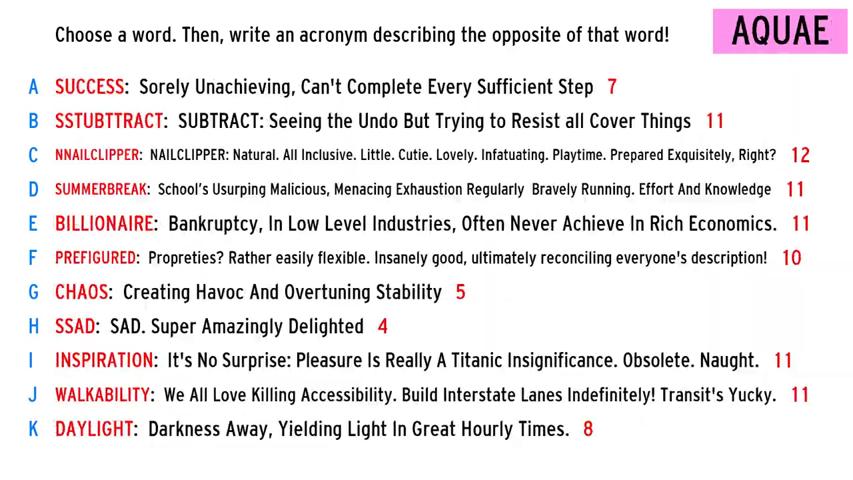 Choose a word. Then, write an acronym describing the opposite of that word!
AQUAE
A SUCCESS: Sorely Unachieving, Can't Complete Every Sufficient Step 7
B SSTUBTTRACT: SUBTRACT: Seeing the Undo But Trying to Resist all Cover Things 11
C NNAILCLIPPER: NAILCLIPPER: Natural. All Inclusive. Little. Cutie. Lovely. Infatuating. Playtime. Prepared Exquisitely, Right? 12
D SUMMERBREAK: School's Usurping Malicious, Menacing Exhaustion Regularly Bravely Running. Effort And Knowledge 11
E BILLIONAIRE: Bankruptcy, In Low Level Industries, Often Never Achieve In Rich Economics. 11
F PREFIGURED: Propreties? Rather easily flexible. Insanely good, ultimately reconciling everyone's description! 10
G CHAOS: Creating Havoc And Overtuning Stability 5
H SSAD: SAD. Super Amazingly Delighted 4
I INSPIRATION: It's No Surprise: Pleasure Is Really A Titanic Insignificance. Obsolete. Naught. 11
J WALKABILITY: We All Love Killing Accessibility. Build Interstate Lanes Indefinitely! Transit's Yucky. 11
K DAYLIGHT: Darkness Away, Yielding Light In Great Hourly Times. 8